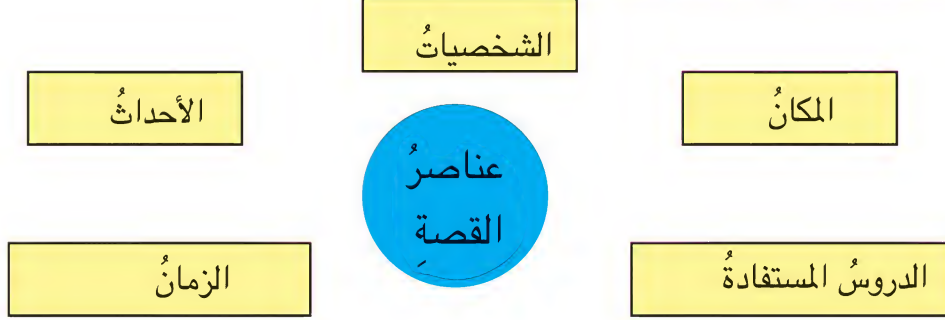 الشخصياتُ
المكانُ
الأحداثُ
عناصرُ
القصةِ
الدروسُ المستفادةُ
الزمانُ